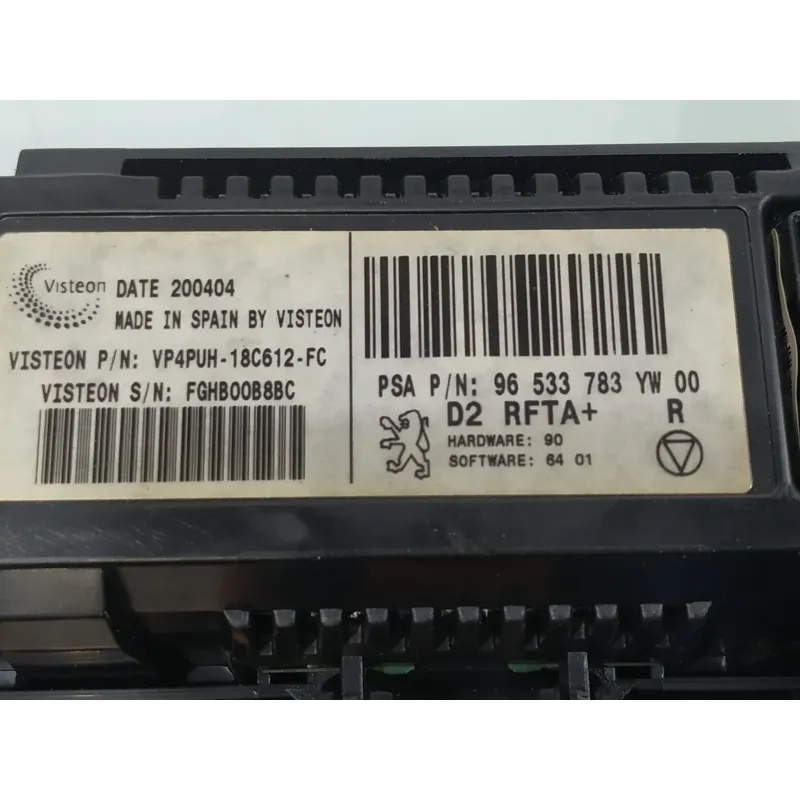 Visteon
DATE 200404
MADE IN SPAIN BY VISTEON
VISTEON P/N: VP4PUH-18C612-FC
VISTEON S/N: FGHB00B8BC
PSA P/N: 96 533 783 YW 00
D2 RFTA+ R
HARDWARE: 90
SOFTWARE: 64 01